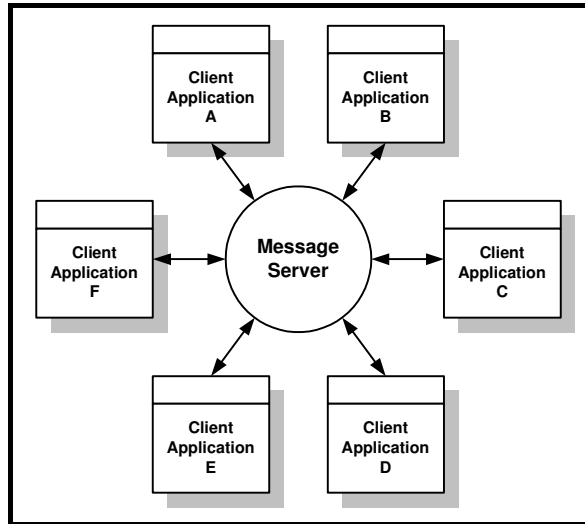 Client
Application
A
Client
Application
B
Client
Application
F
Message
Server
Client
Application
C
Client
Application
E
Client
Application
D